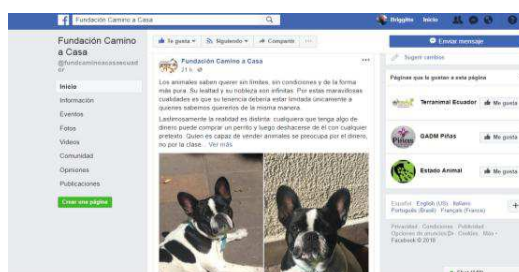 Fundación Camino a Casa
Briggitte Inicio
Fundación Camino
a Casa
Inicio
Información
Eventos
Fotos
Videos
Comunidad
Opiniones
Publicaciones
Crear una página
Te gusta Siguiendo Compartir
Fundación Camino a Casa
21 h
Los animales saben querer sin límites, sin condiciones y de la forma
más pura. Su lealtad y su nobleza son infinitas. Por estas maravillosas
cualidades es que su tenencia debería estar limitada únicamente a
quienes sabemos quererlos de la misma manera.
Lastimosamente la realidad es distinta: cualquiera que tenga algo de
dinero puede comprar un perrito y luego deshacerse de él con cualquier
pretexto. Quien es capaz de vender animales se preocupa por el dinero,
no por la clase... Ver más
Enviar mensaje
Sugerir cambios
Páginas que le gustan a esta página
Terranimal Ecuador Me gusta
Piñas
GADM Piñas Me gusta
Estado Animal Me gusta
Español English (US) Italiano
Português (Brasil) Français (France)
Privacidad Condiciones Publicidad
Opciones de anuncios Cookies Más
Facebook © 2018